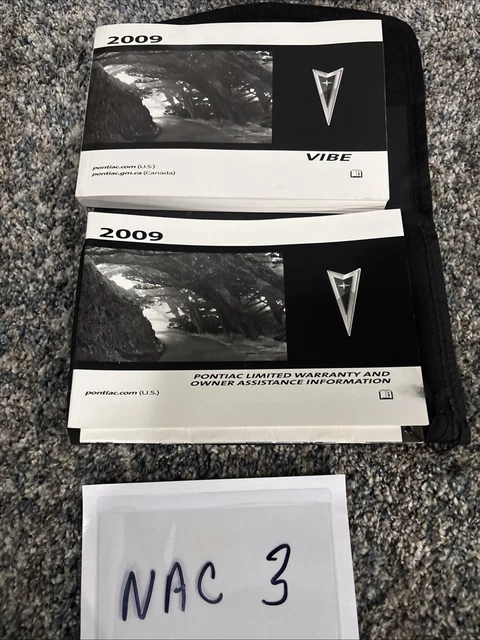 2009
VIBE
pontiac.com (U.S.)
pontiac.gm.ca (Canada)
2009
PONTIAC LIMITED WARRANTY AND
OWNER ASSISTANCE INFORMATION
pontiac.com (U.S.)
NAC 3